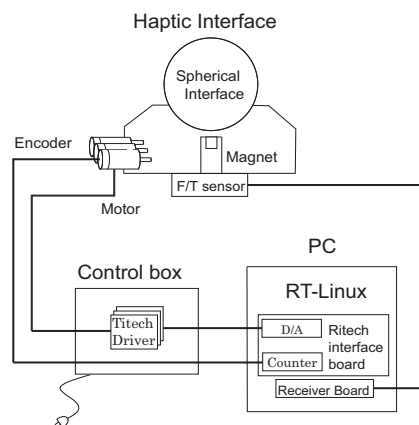 Haptic Interface
Spherical
Interface
Encoder
Magnet
F/T sensor
Motor
PC
Control box
RT-Linux
Titech
Driver
D/A
Ritech
interface
board
Counter
Receiver Board